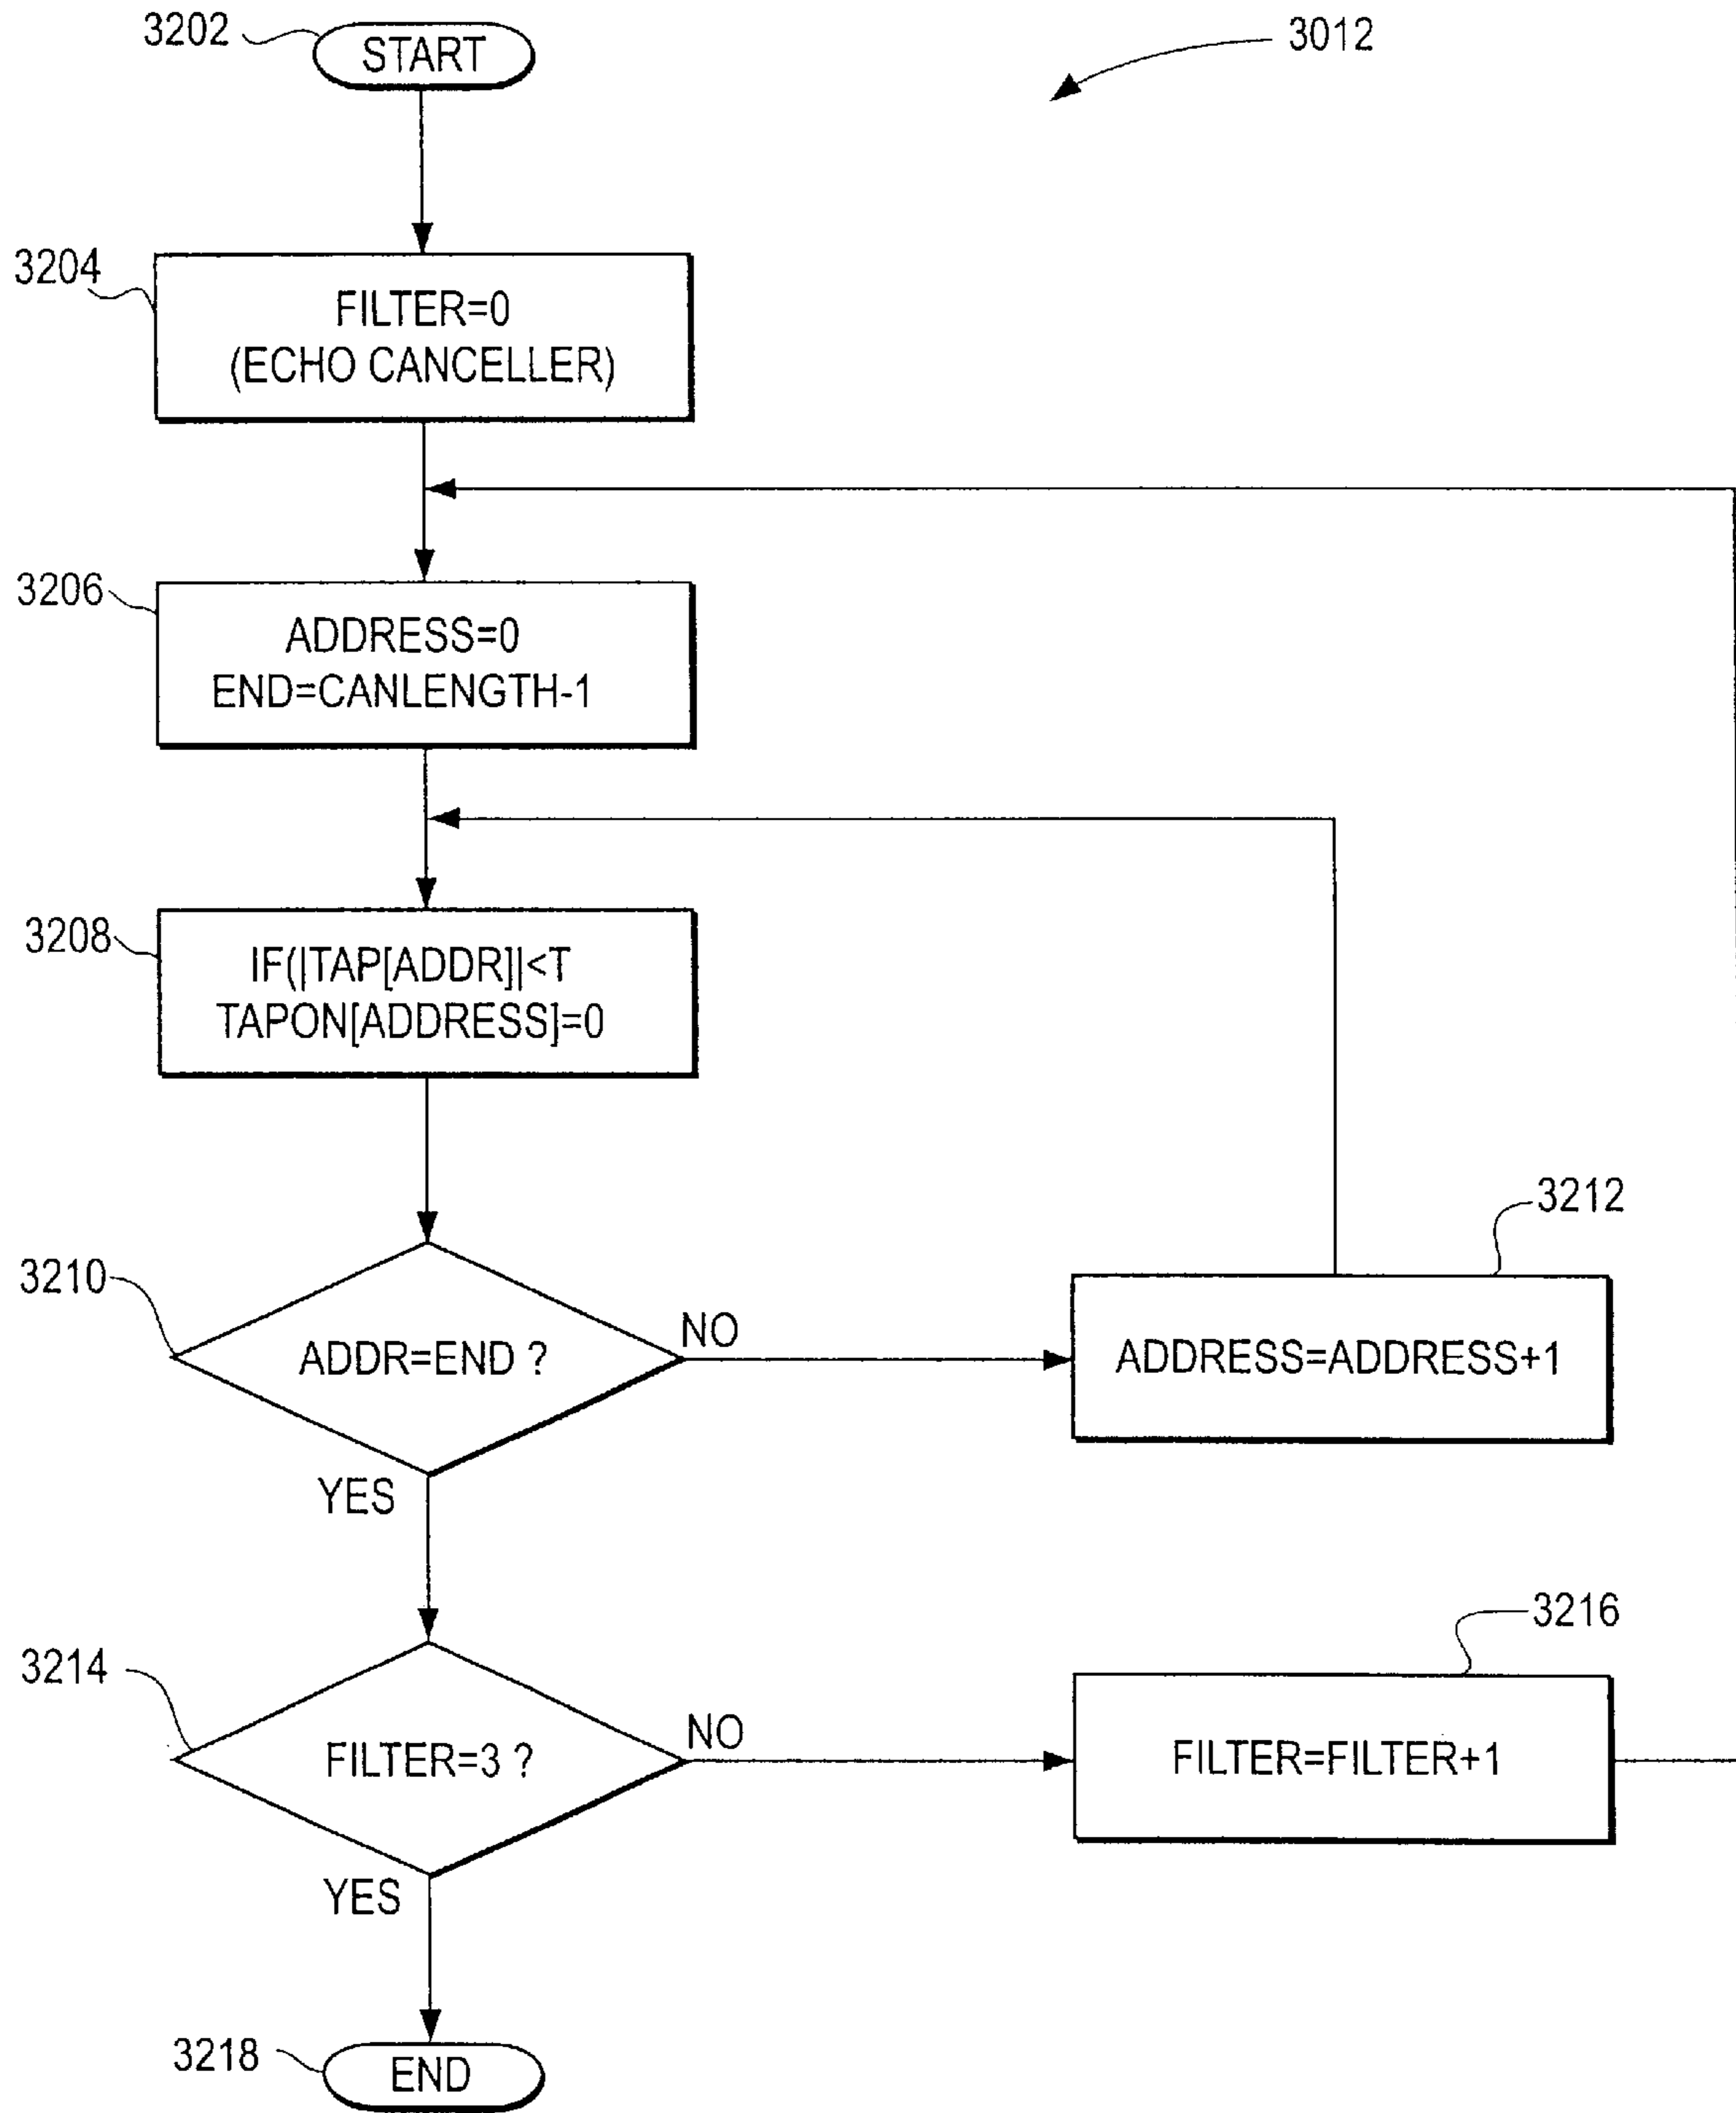 3202
START
3012
3204
FILTER=0
(ECHO CANCELLER)
3206
ADDRESS=0
END=CANLENGTH-1
3208
IF(|TAP[ADDR]|<T
TAPON[ADDRESS]=0
3210
ADDR=END ?
NO
YES
3212
ADDRESS=ADDRESS+1
3214
FILTER=3 ?
NO
YES
3216
FILTER=FILTER+1
3218
END